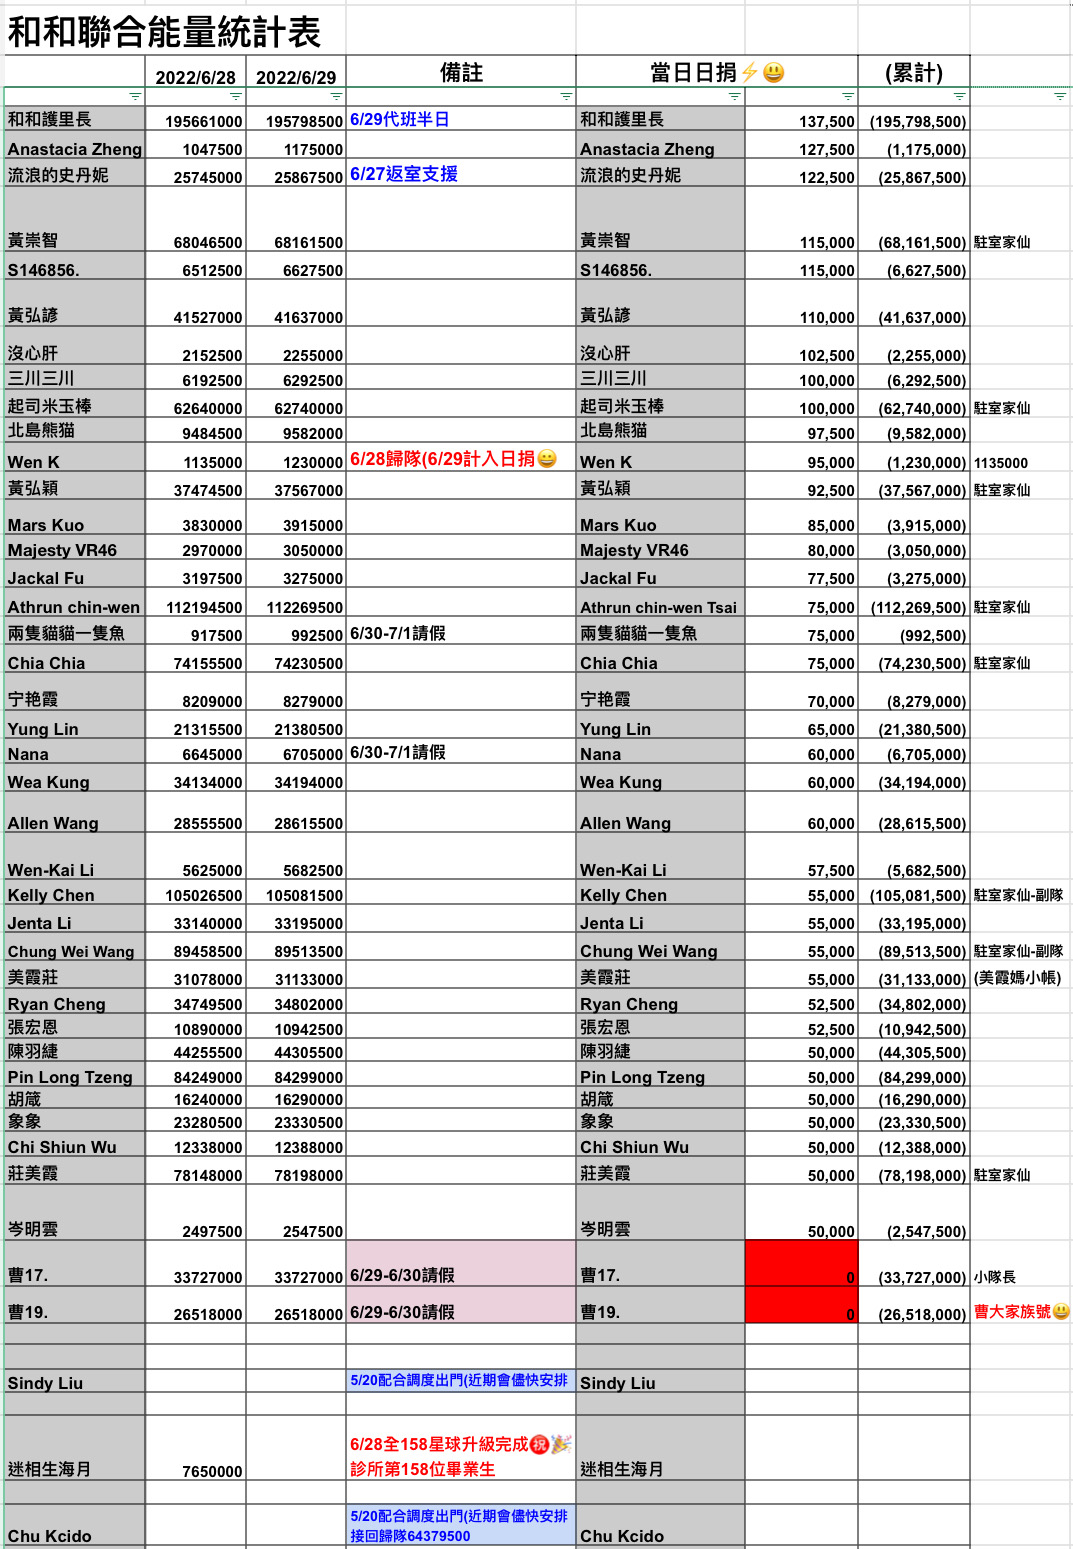 和和聯合能量統計表
2022/6/28 2022/6/29 備註 當日日捐⚡😃 (累計)
和和護里長 195661000 195798500 6/29代班半日 和和護里長 137,500 (195,798,500)
Anastacia Zheng 1047500 1175000 Anastacia Zheng 127,500 (1,175,000)
流浪的史丹妮 25745000 25867500 6/27返室支援 流浪的史丹妮 122,500 (25,867,500)
黃崇智 68046500 68161500 黃崇智 115,000 (68,161,500) 駐室家仙
S146856. 6512500 6627500 S146856. 115,000 (6,627,500)
黃弘諺 41527000 41637000 黃弘諺 110,000 (41,637,000)
沒心肝 2152500 2255000 沒心肝 102,500 (2,255,000)
三川三川 6192500 6292500 三川三川 100,000 (6,292,500)
起司米玉棒 62640000 62740000 起司米玉棒 100,000 (62,740,000) 駐室家仙
北島熊猫 9484500 9582000 北島熊猫 97,500 (9,582,000)
Wen K 1135000 1230000 6/28歸隊(6/29計入日捐😀 Wen K 95,000 (1,230,000) 1135000
黃弘穎 37474500 37567000 黃弘穎 92,500 (37,567,000) 駐室家仙
Mars Kuo 3830000 3915000 Mars Kuo 85,000 (3,915,000)
Majesty VR46 2970000 3050000 Majesty VR46 80,000 (3,050,000)
Jackal Fu 3197500 3275000 Jackal Fu 77,500 (3,275,000)
Athrun chin-wen 112194500 112269500 Athrun chin-wen Tsai 75,000 (112,269,500) 駐室家仙
兩隻貓貓一隻魚 917500 992500 6/30-7/1請假 兩隻貓貓一隻魚 75,000 (992,500)
Chia Chia 74155500 74230500 Chia Chia 75,000 (74,230,500) 駐室家仙
宁艳霞 8209000 8279000 宁艳霞 70,000 (8,279,000)
Yung Lin 21315500 21380500 Yung Lin 65,000 (21,380,500)
Nana 6645000 6705000 6/30-7/1請假 Nana 60,000 (6,705,000)
Wea Kung 34134000 34194000 Wea Kung 60,000 (34,194,000)
Allen Wang 28555500 28615500 Allen Wang 60,000 (28,615,500)
Wen-Kai Li 5625000 5682500 Wen-Kai Li 57,500 (5,682,500)
Kelly Chen 105026500 105081500 Kelly Chen 55,000 (105,081,500) 駐室家仙-副隊
Jenta Li 33140000 33195000 Jenta Li 55,000 (33,195,000)
Chung Wei Wang 89458500 89513500 Chung Wei Wang 55,000 (89,513,500) 駐室家仙-副隊
美霞莊 31078000 31133000 美霞莊 55,000 (31,133,000) (美霞媽小帳)
Ryan Cheng 34749500 34802000 Ryan Cheng 52,500 (34,802,000)
張宏恩 10890000 10942500 張宏恩 52,500 (10,942,500)
陳羽緁 44255500 44305500 陳羽緁 50,000 (44,305,500)
Pin Long Tzeng 84249000 84299000 Pin Long Tzeng 50,000 (84,299,000)
胡箴 16240000 16290000 胡箴 50,000 (16,290,000)
象象 23280500 23330500 象象 50,000 (23,330,500)
Chi Shiun Wu 12338000 12388000 Chi Shiun Wu 50,000 (12,388,000)
莊美霞 78148000 78198000 莊美霞 50,000 (78,198,000) 駐室家仙
岑明雲 2497500 2547500 岑明雲 50,000 (2,547,500)
曹17. 33727000 33727000 6/29-6/30請假 曹17. 0 (33,727,000) 小隊長
曹19. 26518000 26518000 6/29-6/30請假 曹19. 0 (26,518,000) 曹大家族號😃
Sindy Liu 5/20配合調度出門(近期會儘快安排 Sindy Liu
6/28全158星球升級完成㊗️🎉
迷相生海月 7650000 診所第158位畢業生 迷相生海月
5/20配合調度出門(近期會儘快安排
Chu Kcido 接回歸隊64379500 Chu Kcido